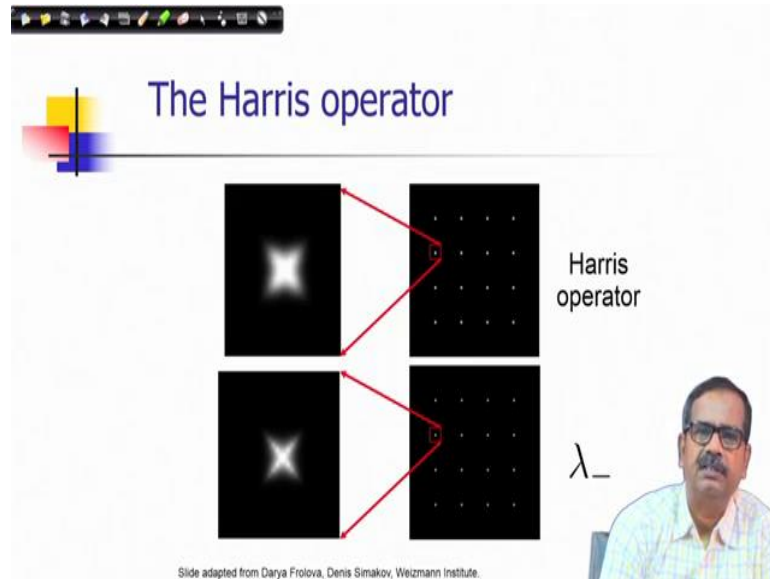 The Harris operator
Harris
operator
λ₋
Slide adapted from Darya Frolova, Denis Simakov, Weizmann Institute.